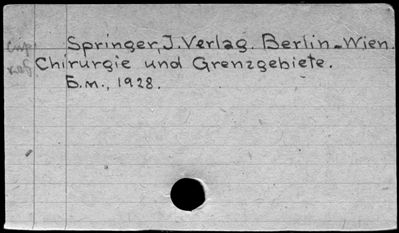 Springer, J. Verlag. Berlin-Wien.
Chirurgie und Grenzgebiete.
Б.м., 1928.